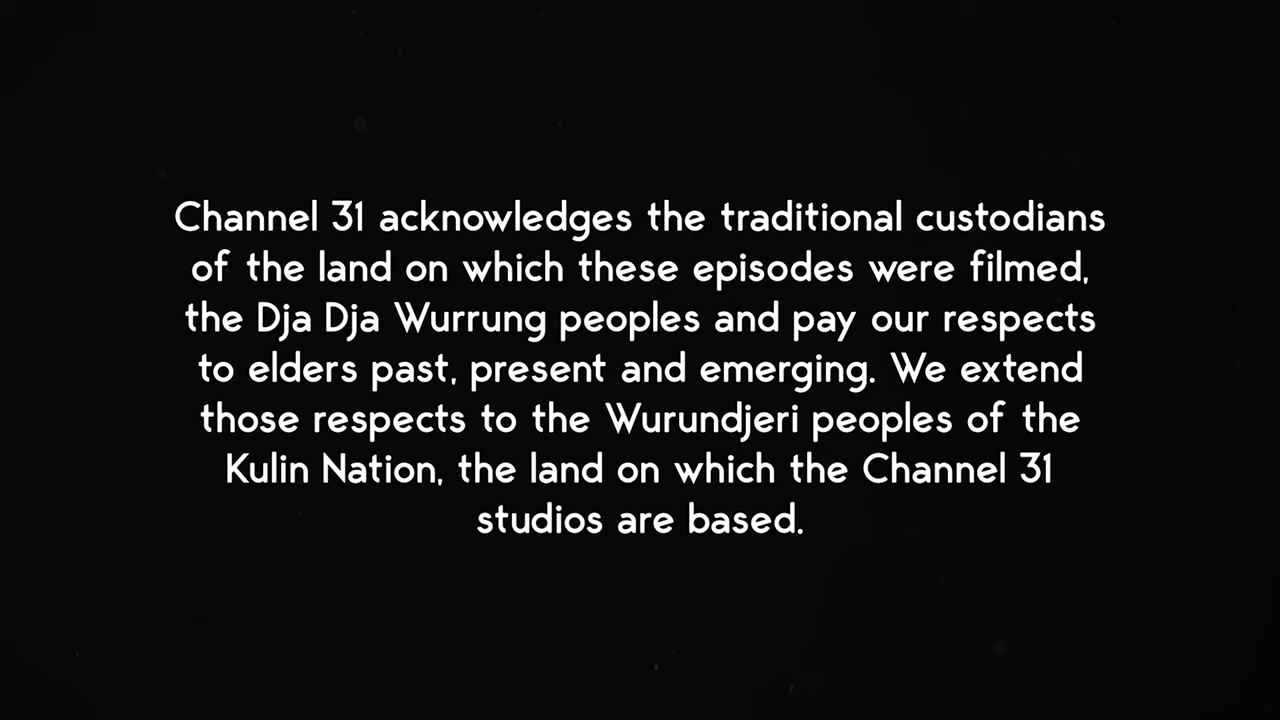 Channel 31 acknowledges the traditional custodians
of the land on which these episodes were filmed,
the Dja Dja Wurrung peoples and pay our respects
to elders past, present and emerging. We extend
those respects to the Wurundjeri peoples of the
Kulin Nation, the land on which the Channel 31
studios are based.